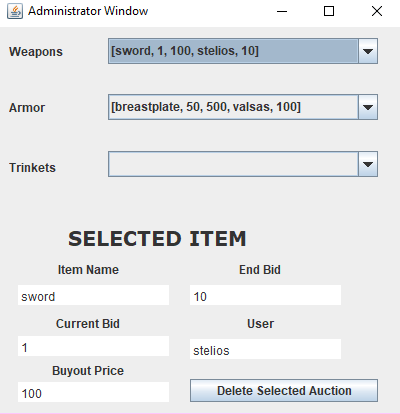 Administrator Window
Weapons [sword, 1, 100, stelios, 10]
Armor [breastplate, 50, 500, valsas, 100]
Trinkets
SELECTED ITEM
Item Name End Bid
sword 10
Current Bid User
1 stelios
Buyout Price
100 Delete Selected Auction